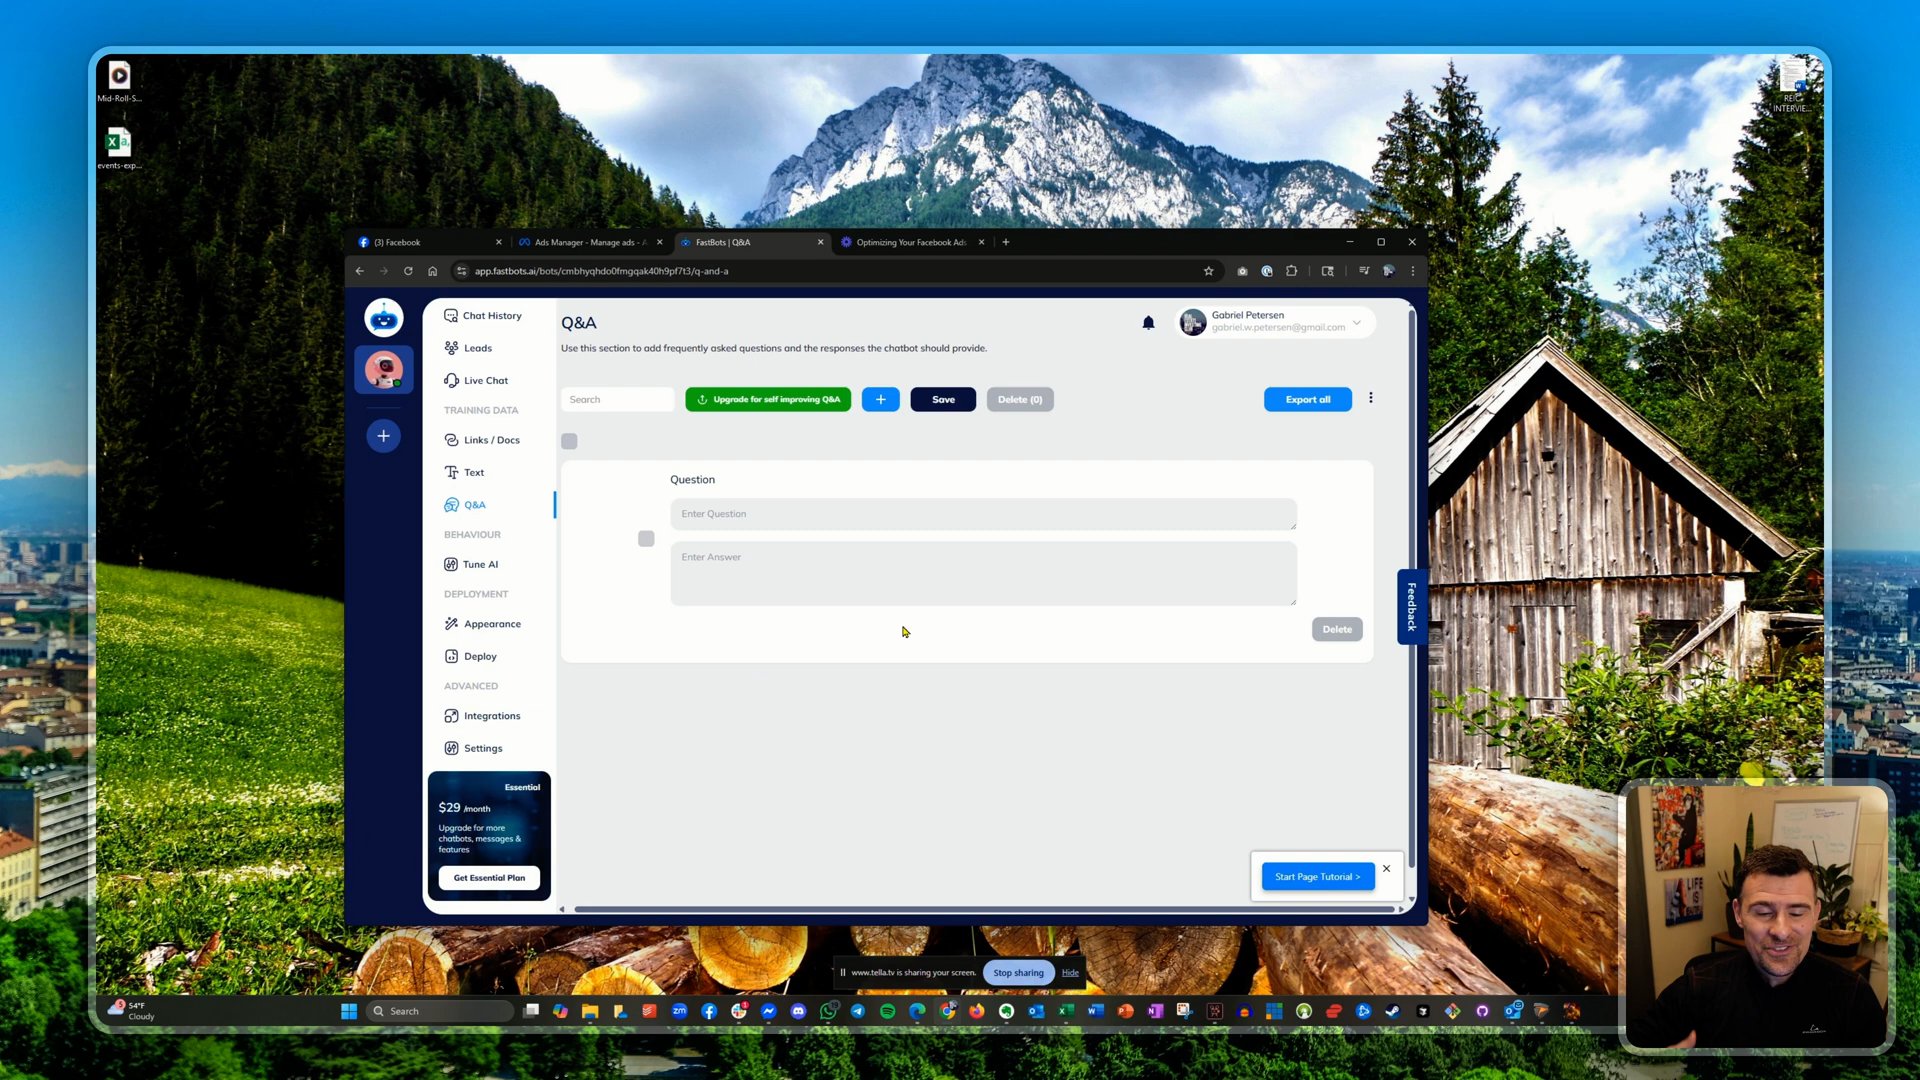 Mid-Roll-S...
events-exp...
REIC
INTERVIE...
(3) Facebook
Ads Manager - Manage ads - A
FastBots | Q&A
Optimizing Your Facebook Ads
app.fastbots.ai/bots/cmbhyqhdo0fmgqak40h9pf7t3/q-and-a
Chat History
Leads
Live Chat
TRAINING DATA
Links / Docs
Text
Q&A
BEHAVIOUR
Tune AI
DEPLOYMENT
Appearance
Deploy
ADVANCED
Integrations
Settings
Essential
$29 /month
Upgrade for more
chatbots, messages &
features
Get Essential Plan
Q&A
Use this section to add frequently asked questions and the responses the chatbot should provide.
Gabriel Petersen
gabriel.w.petersen@gmail.com
Search
Upgrade for self improving Q&A
+
Save
Delete (0)
Export all
Question
Enter Question
Enter Answer
Delete
Feedback
Start Page Tutorial >
www.tella.tv is sharing your screen.
Stop sharing
Hide
54°F
Cloudy
Search
LIFE
IS